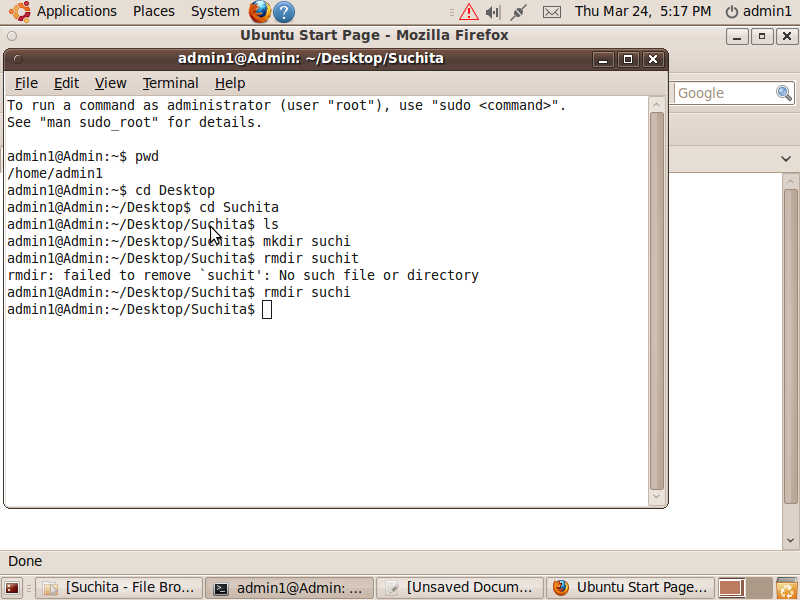 Applications Places System Thu Mar 24, 5:17 PM admin1
Ubuntu Start Page - Mozilla Firefox
admin1@Admin: ~/Desktop/Suchita
File Edit View Terminal Help
Google
To run a command as administrator (user "root"), use "sudo <command>".
See "man sudo_root" for details.
admin1@Admin:~$ pwd
/home/admin1
admin1@Admin:~$ cd Desktop
admin1@Admin:~/Desktop$ cd Suchita
admin1@Admin:~/Desktop/Suchita$ ls
admin1@Admin:~/Desktop/Suchita$ mkdir suchi
admin1@Admin:~/Desktop/Suchita$ rmdir suchit
rmdir: failed to remove `suchit': No such file or directory
admin1@Admin:~/Desktop/Suchita$ rmdir suchi
admin1@Admin:~/Desktop/Suchita$
Done
[Suchita - File Bro... admin1@Admin: ... [Unsaved Docum... Ubuntu Start Page...